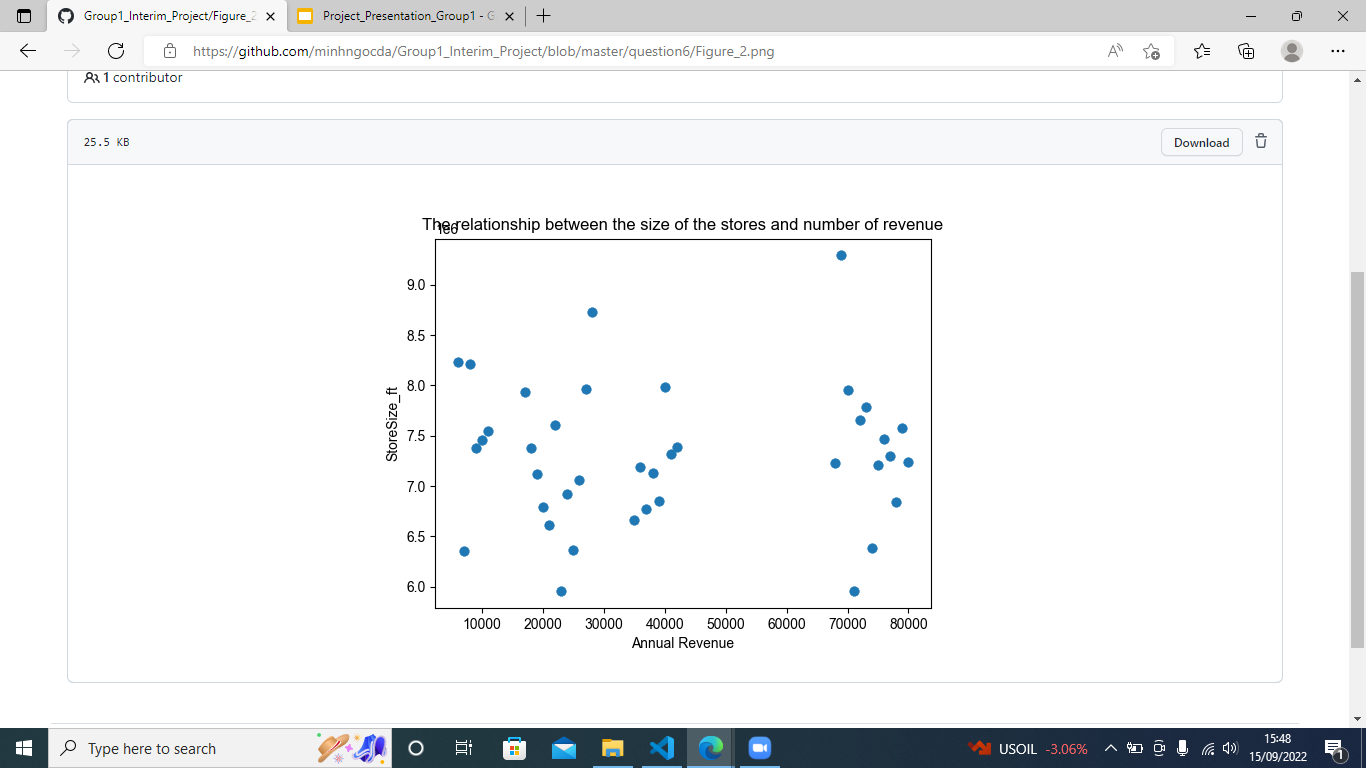 Group1_Interim_Project/Figure_2
Project_Presentation_Group1 - G
https://github.com/minhngocda/Group1_Interim_Project/blob/master/question6/Figure_2.png
1 contributor
25.5 KB
Download
The relationship between the size of the stores and number of revenue
1e6
9.0
8.5
8.0
7.5
7.0
6.5
6.0
StoreSize_ft
10000 20000 30000 40000 50000 60000 70000 80000
Annual Revenue
Type here to search
USOIL -3.06%
15:48
15/09/2022
1